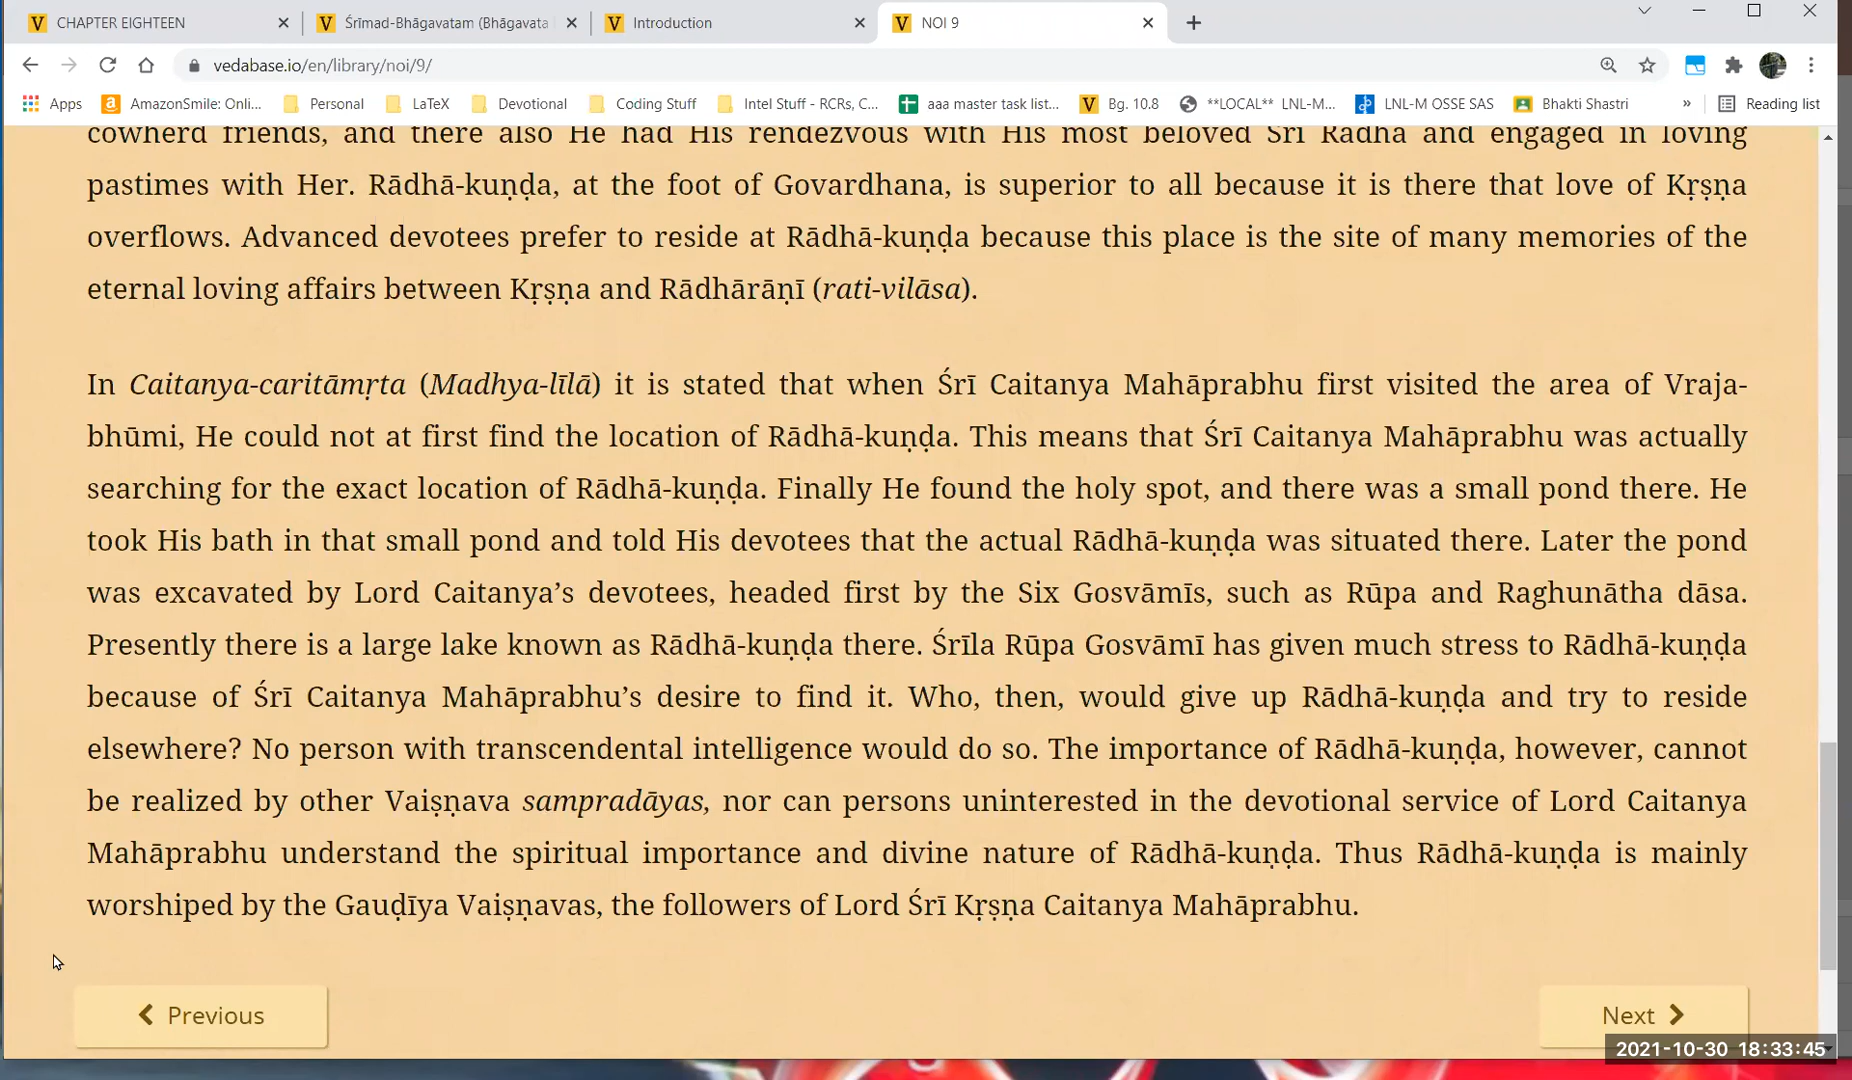 CHAPTER EIGHTEEN
Śrīmad-Bhāgavatam (Bhāgavata
Introduction
NOI 9
vedabase.io/en/library/noi/9/
Apps AmazonSmile: Onli... Personal LaTeX Devotional Coding Stuff Intel Stuff - RCRs, C... aaa master task list... Bg. 10.8 **LOCAL** LNL-M... LNL-M OSSE SAS Bhakti Shastri » Reading list
cowherd friends, and there also He had His rendezvous with His most beloved Śrī Rādhā and engaged in loving
pastimes with Her. Rādhā-kuṇḍa, at the foot of Govardhana, is superior to all because it is there that love of Kṛṣṇa
overflows. Advanced devotees prefer to reside at Rādhā-kuṇḍa because this place is the site of many memories of the
eternal loving affairs between Kṛṣṇa and Rādhārāṇī (rati-vilāsa).
In Caitanya-caritāmṛta (Madhya-līlā) it is stated that when Śrī Caitanya Mahāprabhu first visited the area of Vraja-
bhūmi, He could not at first find the location of Rādhā-kuṇḍa. This means that Śrī Caitanya Mahāprabhu was actually
searching for the exact location of Rādhā-kuṇḍa. Finally He found the holy spot, and there was a small pond there. He
took His bath in that small pond and told His devotees that the actual Rādhā-kuṇḍa was situated there. Later the pond
was excavated by Lord Caitanya’s devotees, headed first by the Six Gosvāmīs, such as Rūpa and Raghunātha dāsa.
Presently there is a large lake known as Rādhā-kuṇḍa there. Śrīla Rūpa Gosvāmī has given much stress to Rādhā-kuṇḍa
because of Śrī Caitanya Mahāprabhu’s desire to find it. Who, then, would give up Rādhā-kuṇḍa and try to reside
elsewhere? No person with transcendental intelligence would do so. The importance of Rādhā-kuṇḍa, however, cannot
be realized by other Vaiṣṇava sampradāyas, nor can persons uninterested in the devotional service of Lord Caitanya
Mahāprabhu understand the spiritual importance and divine nature of Rādhā-kuṇḍa. Thus Rādhā-kuṇḍa is mainly
worshiped by the Gauḍīya Vaiṣṇavas, the followers of Lord Śrī Kṛṣṇa Caitanya Mahāprabhu.
Previous
Next
2021-10-30 18:33:45